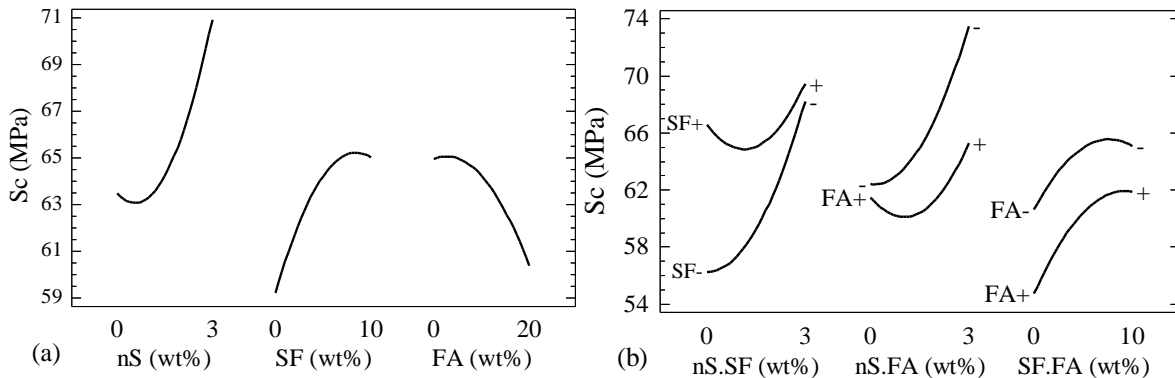 71
69
67
65
63
61
59
Sc (MPa)
0 3 0 10 0 20
nS (wt%) SF (wt%) FA (wt%)
(a)
74
70
66
62
58
54
Sc (MPa)
SF+
+
-
SF-
-
-
+
FA+
-
FA-
+
FA+
0 3 0 3 0 10
nS.SF (wt%) nS.FA (wt%) SF.FA (wt%)
(b)